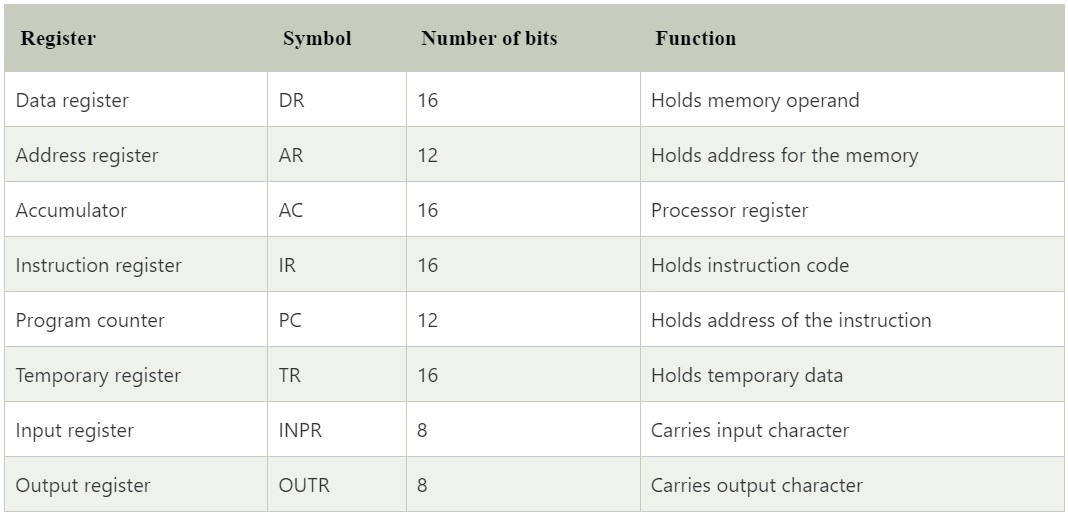 Register Symbol Number of bits Function
Data register DR 16 Holds memory operand
Address register AR 12 Holds address for the memory
Accumulator AC 16 Processor register
Instruction register IR 16 Holds instruction code
Program counter PC 12 Holds address of the instruction
Temporary register TR 16 Holds temporary data
Input register INPR 8 Carries input character
Output register OUTR 8 Carries output character